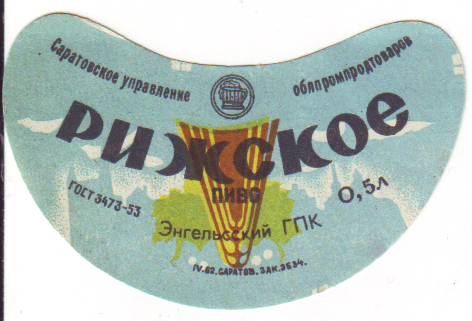 Саратовское управление облпромпродтоваров
РИЖСКОЕ
ПИВО
ГОСТ 3473-53
0,5л
Энгельсский ГПК
IV.62.САРАТОВ.ЗАК.3534.